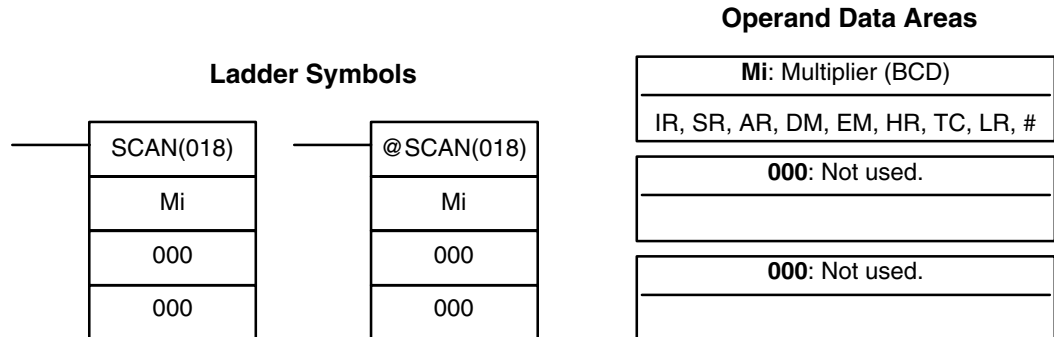 Ladder Symbols
SCAN(018)
Mi
000
000
@SCAN(018)
Mi
000
000
Operand Data Areas
Mi: Multiplier (BCD)
IR, SR, AR, DM, EM, HR, TC, LR, #
000: Not used.
000: Not used.